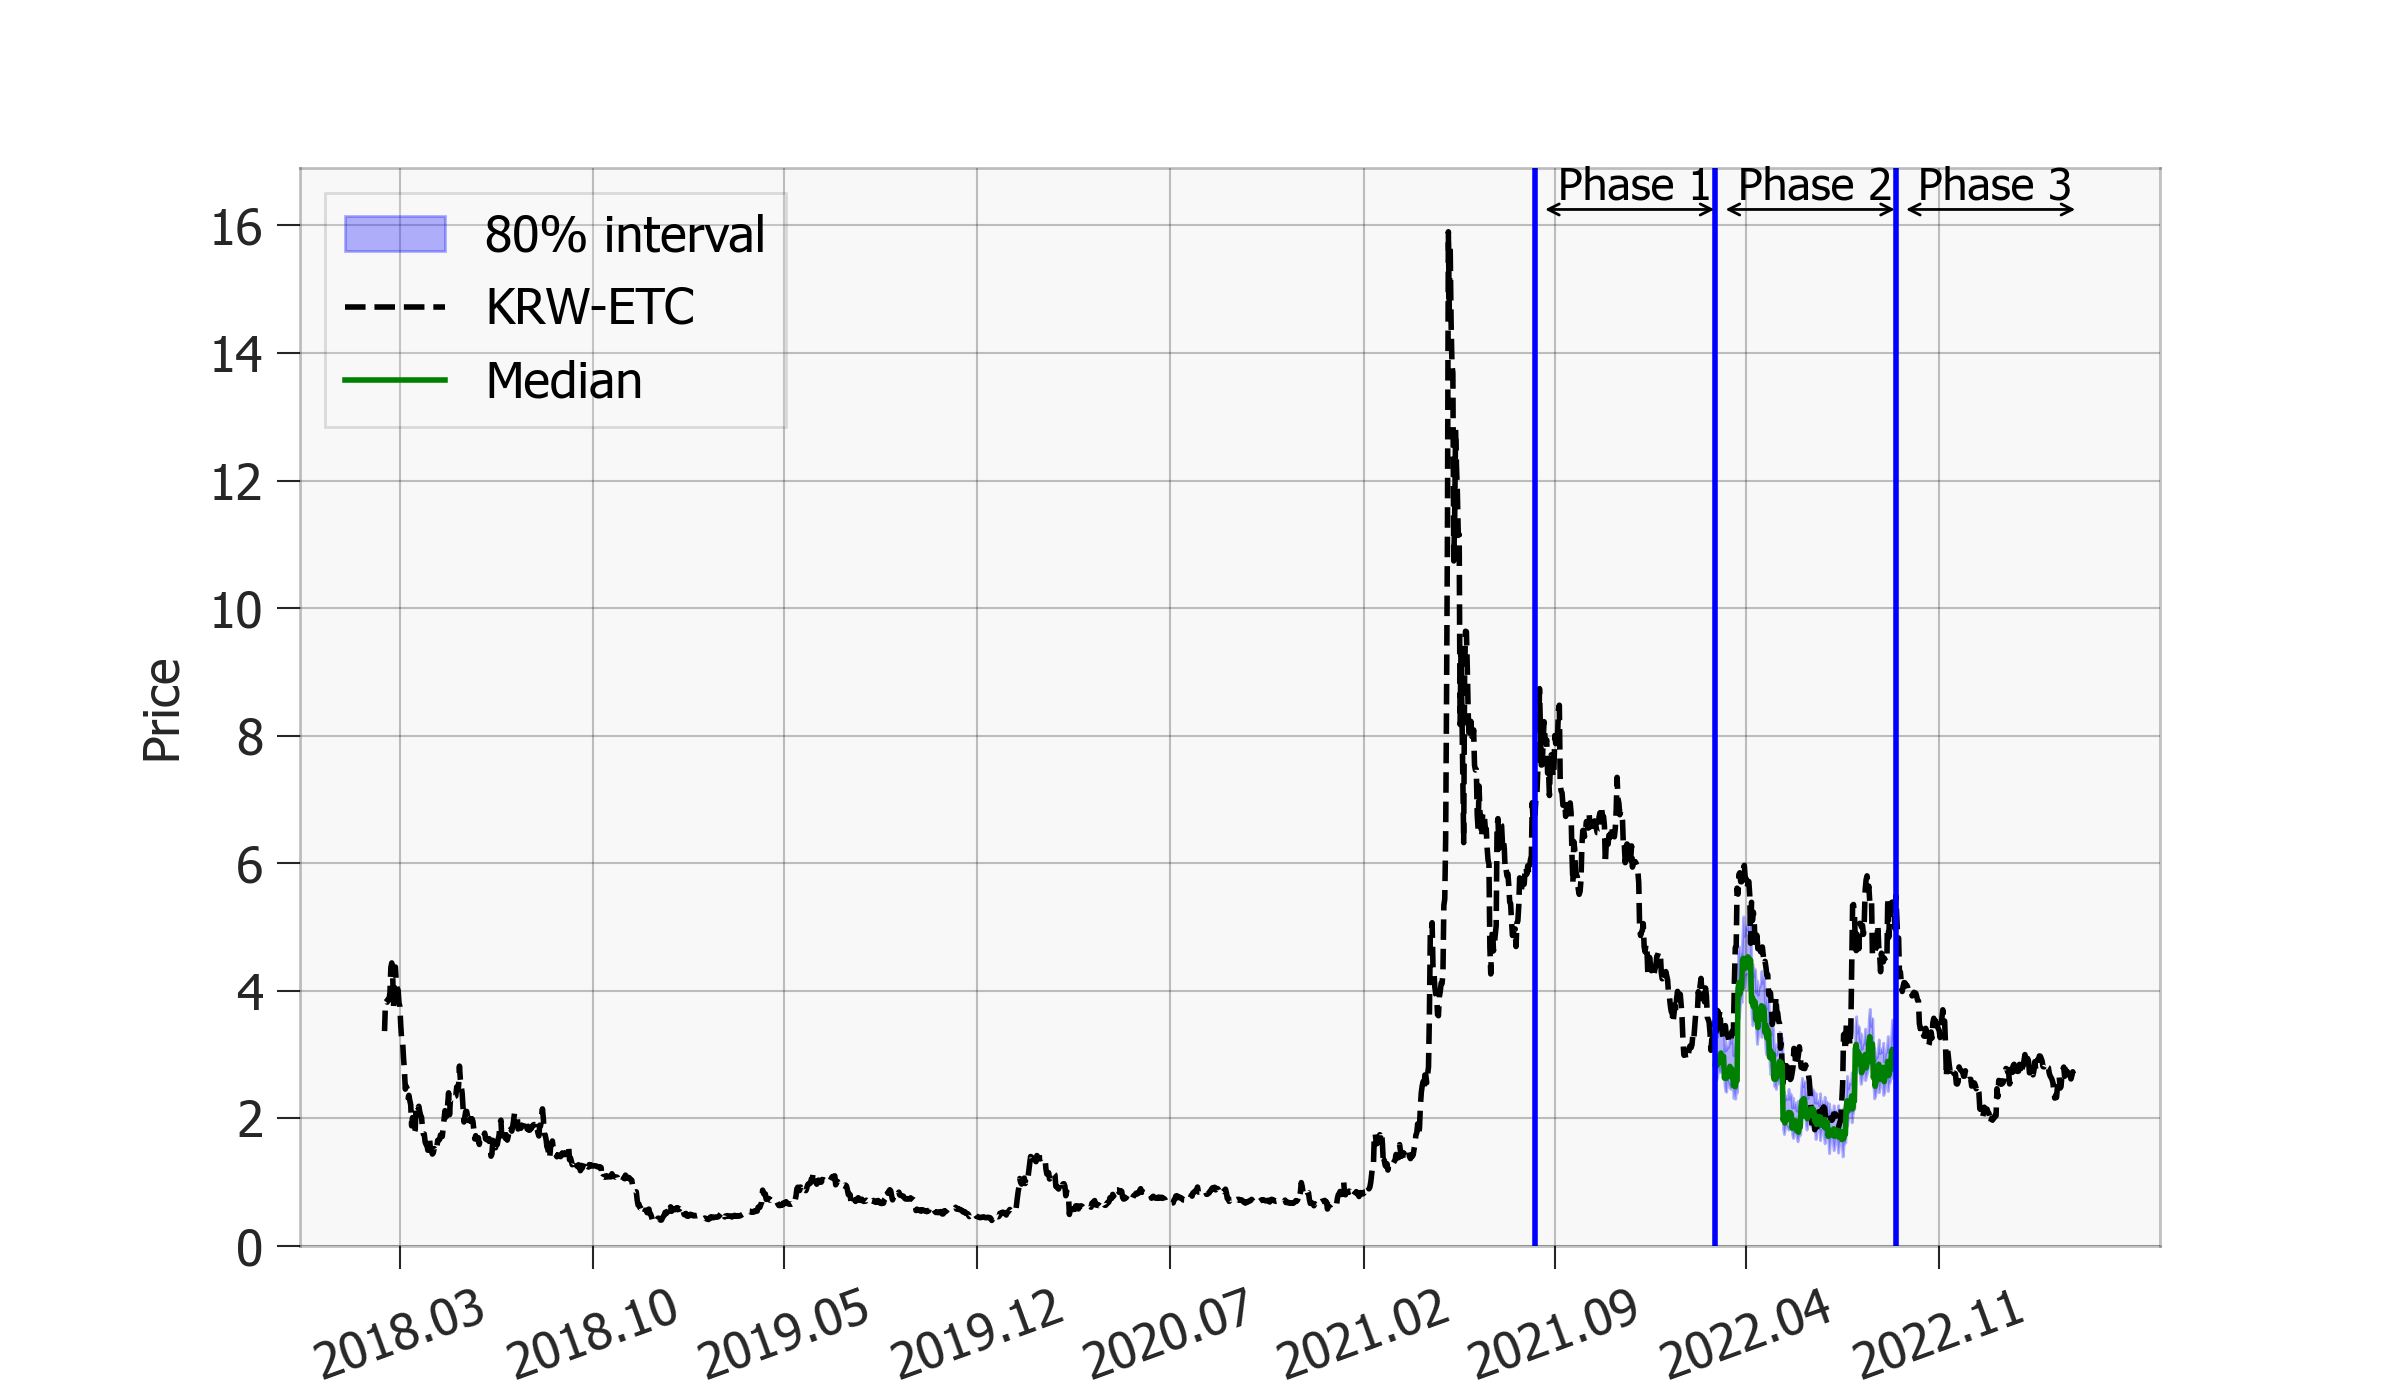 Phase 1
Phase 2
Phase 3
80% interval
KRW-ETC
Median
Price
16
14
12
10
8
6
4
2
0
2018.03
2018.10
2019.05
2019.12
2020.07
2021.02
2021.09
2022.04
2022.11